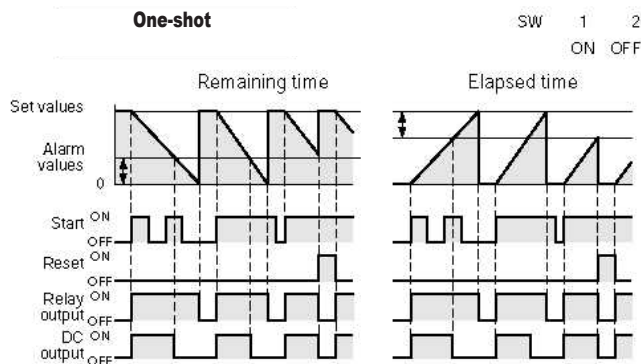 One-shot
SW 1 2
ON OFF
Remaining time
Elapsed time
Set values
Alarm
values
0
Start ON
OFF
Reset ON
OFF
Relay ON
output OFF
DC ON
output OFF